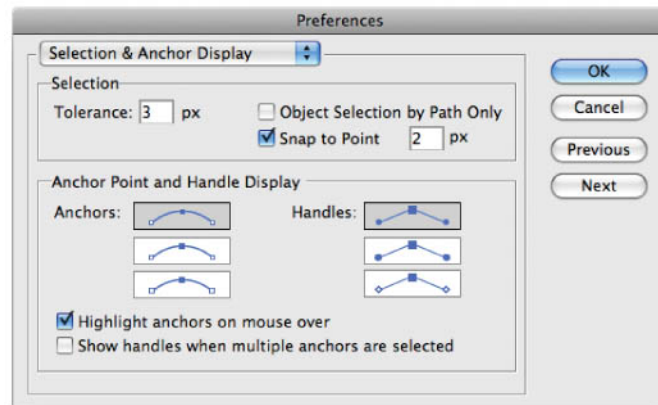 Preferences
Selection & Anchor Display
Selection
Tolerance: 3 px
Object Selection by Path Only
Snap to Point 2 px
Anchor Point and Handle Display
Anchors:
Handles:
Highlight anchors on mouse over
Show handles when multiple anchors are selected
OK
Cancel
Previous
Next